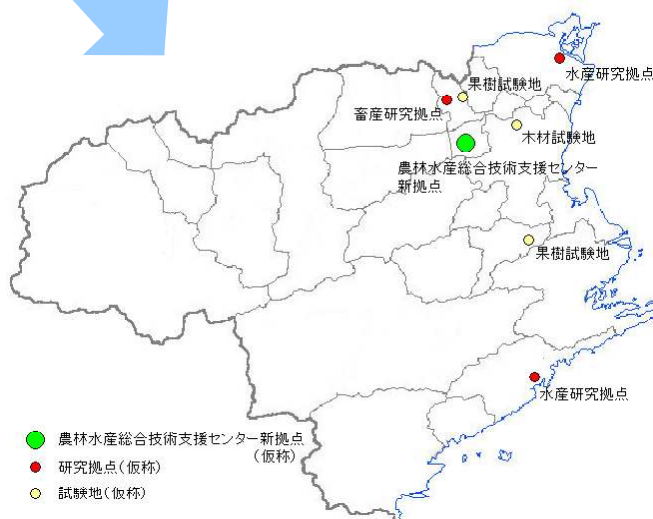 水産研究拠点
果樹試験地
畜産研究拠点
木材試験地
農林水産総合技術支援センター
新拠点
果樹試験地
水産研究拠点
農林水産総合技術支援センター新拠点
(仮称)
研究拠点(仮称)
試験地(仮称)